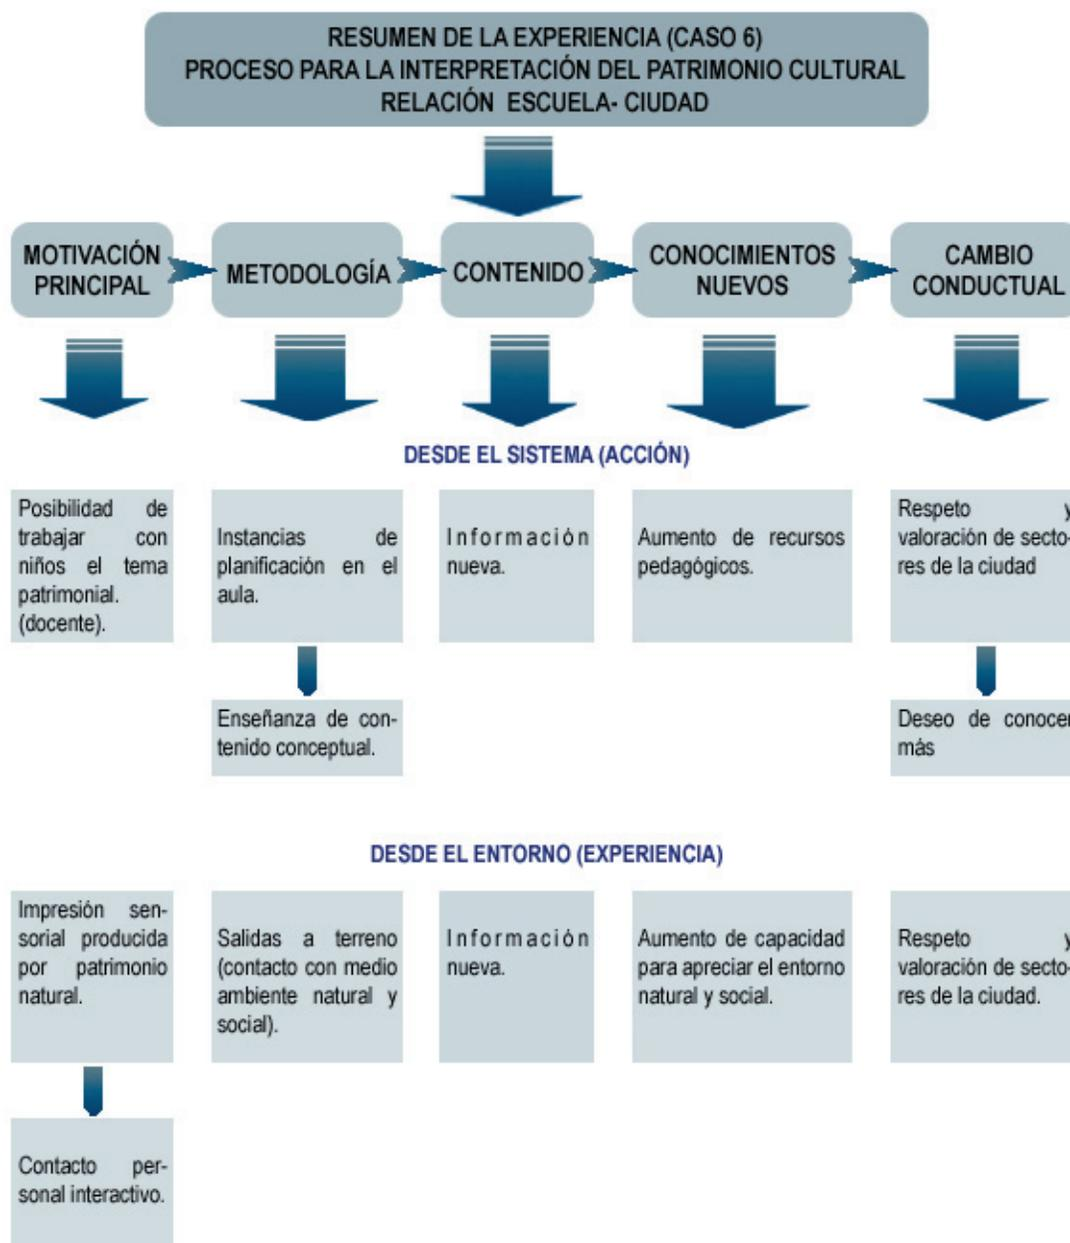 RESUMEN DE LA EXPERIENCIA (CASO 6)
PROCESO PARA LA INTERPRETACIÓN DEL PATRIMONIO CULTURAL
RELACIÓN ESCUELA- CIUDAD
MOTIVACIÓN
PRINCIPAL
METODOLOGÍA
CONTENIDO
CONOCIMIENTOS
NUEVOS
CAMBIO
CONDUCTUAL
DESDE EL SISTEMA (ACCIÓN)
Posibilidad de
trabajar con
niños el tema
patrimonial.
(docente).
Instancias de
planificación en el
aula.
Información
nueva.
Aumento de recursos
pedagógicos.
Respeto y
valoración de secto-
res de la ciudad
Enseñanza de con-
tenido conceptual.
Deseo de conocer
más
DESDE EL ENTORNO (EXPERIENCIA)
Impresión sen-
sorial producida
por patrimonio
natural.
Salidas a terreno
(contacto con medio
ambiente natural y
social).
Información
nueva.
Aumento de capacidad
para apreciar el entorno
natural y social.
Respeto y
valoración de secto-
res de la ciudad.
Contacto per-
sonal interactivo.